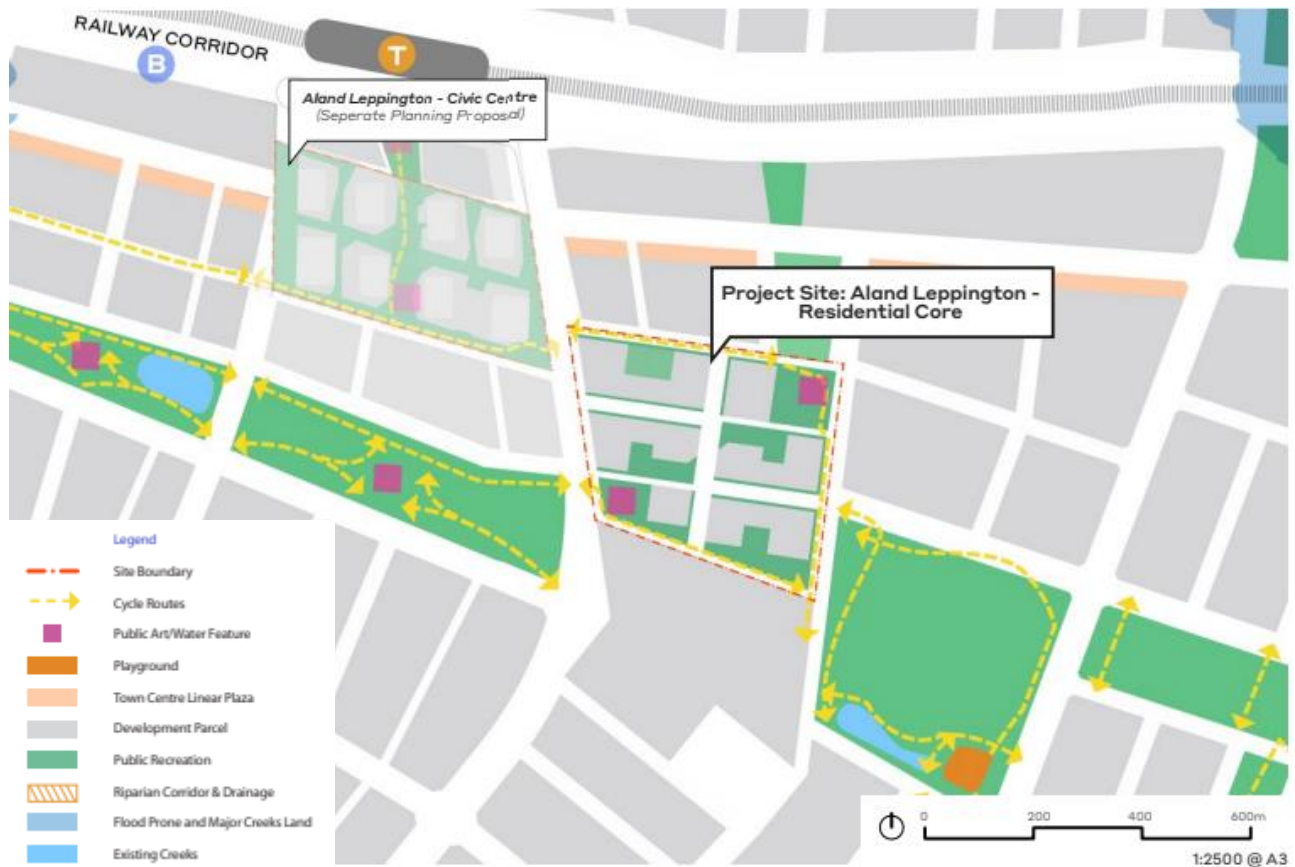 RAILWAY CORRIDOR
B
T
Aland Leppington - Civic Centre
(Seperate Planning Proposal)
Project Site: Aland Leppington -
Residential Core
Legend
Site Boundary
Cycle Routes
Public Art/Water Feature
Playground
Town Centre Linear Plaza
Development Parcel
Public Recreation
Riparian Corridor & Drainage
Flood Prone and Major Creeks Land
Existing Creeks
0 200 400 600m
1:2500 @ A3